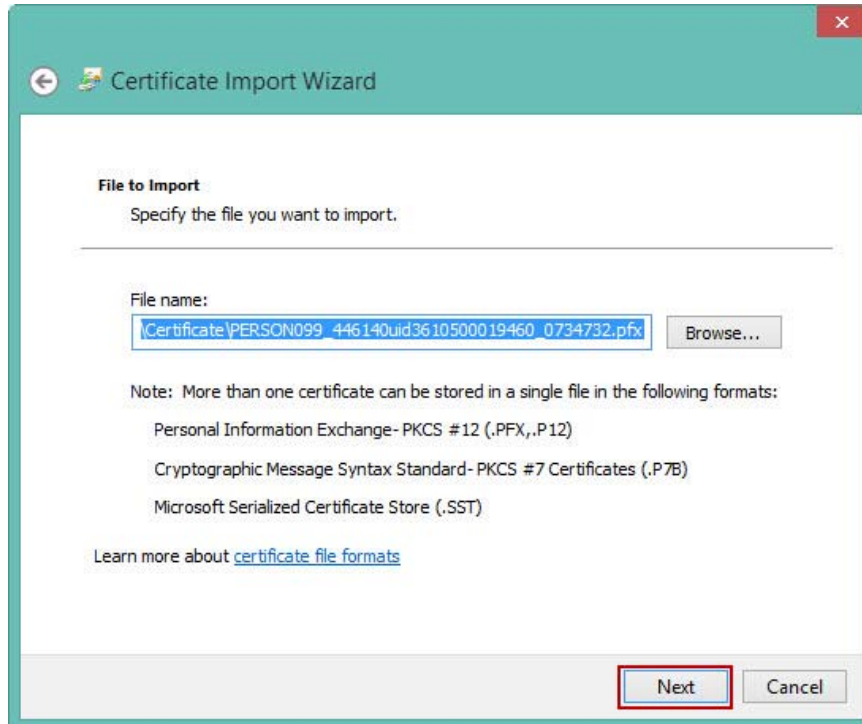 Certificate Import Wizard
File to Import
Specify the file you want to import.
File name:
\Certificate\PERSON099_446140uid3610500019460_0734732.pfx
Browse...
Note: More than one certificate can be stored in a single file in the following formats:
Personal Information Exchange- PKCS #12 (.PFX,.P12)
Cryptographic Message Syntax Standard- PKCS #7 Certificates (.P7B)
Microsoft Serialized Certificate Store (.SST)
Learn more about certificate file formats
Next
Cancel